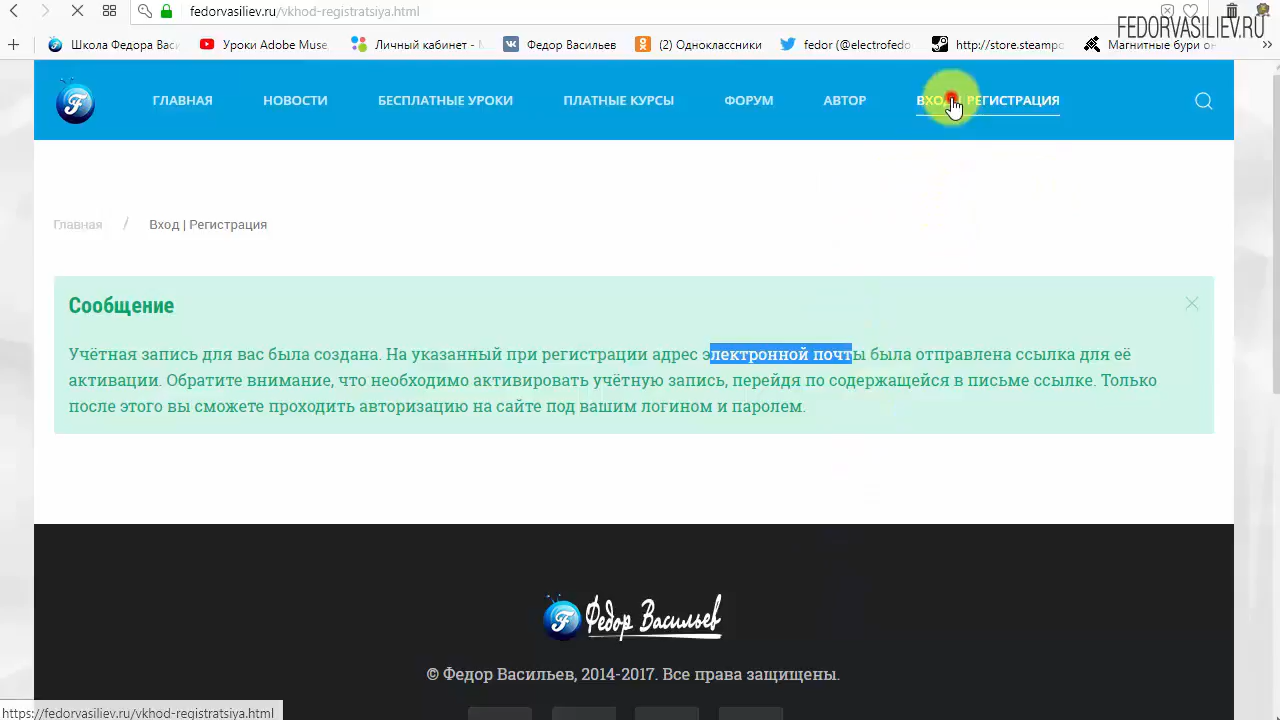 fedorvasiliev.ru/vkhod-registratsiya.html
FEDORVASILIEV.RU
Школа Федора Васи
Уроки Adobe Muse,
Личный кабинет -
Федор Васильев
(2) Одноклассники
fedor (@electrofedo
http://store.steampo
Магнитные бури он
ГЛАВНАЯ
НОВОСТИ
БЕСПЛАТНЫЕ УРОКИ
ПЛАТНЫЕ КУРСЫ
ФОРУМ
АВТОР
ВХОД | РЕГИСТРАЦИЯ
Главная / Вход | Регистрация
Сообщение
Учётная запись для вас была создана. На указанный при регистрации адрес электронной почты была отправлена ссылка для её
активации. Обратите внимание, что необходимо активировать учётную запись, перейдя по содержащейся в письме ссылке. Только
после этого вы сможете проходить авторизацию на сайте под вашим логином и паролем.
Федор Васильев
© Федор Васильев, 2014-2017. Все права защищены.
https://fedorvasiliev.ru/vkhod-registratsiya.html